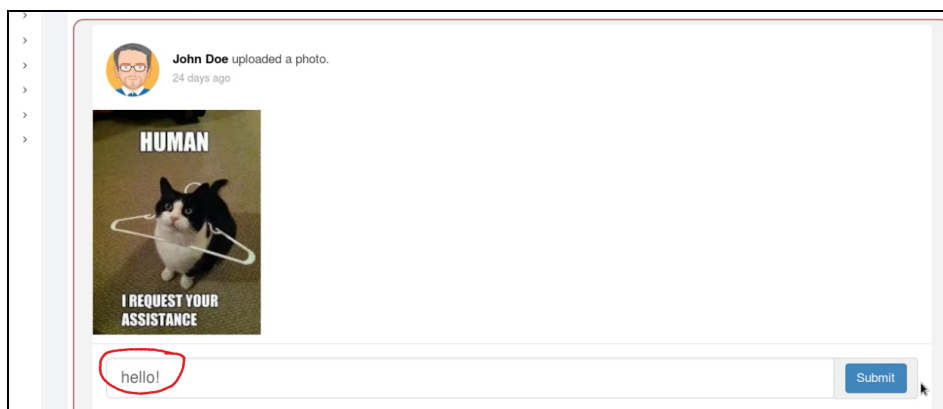 John Doe uploaded a photo.
24 days ago
HUMAN
I REQUEST YOUR
ASSISTANCE
hello!
Submit